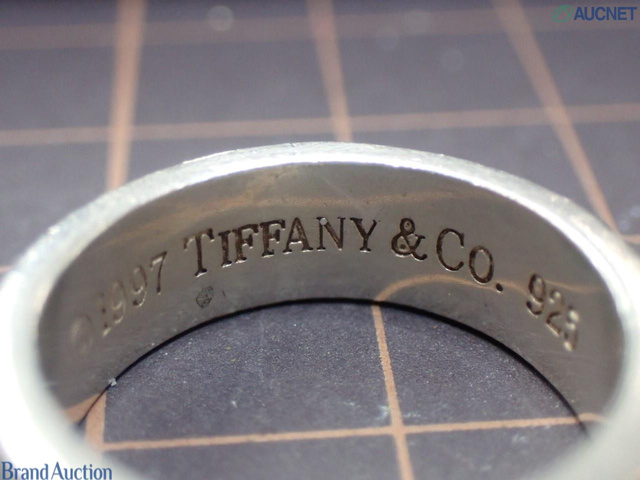 AUCNET
© 1997 TIFFANY & CO. 925
Brand Auction